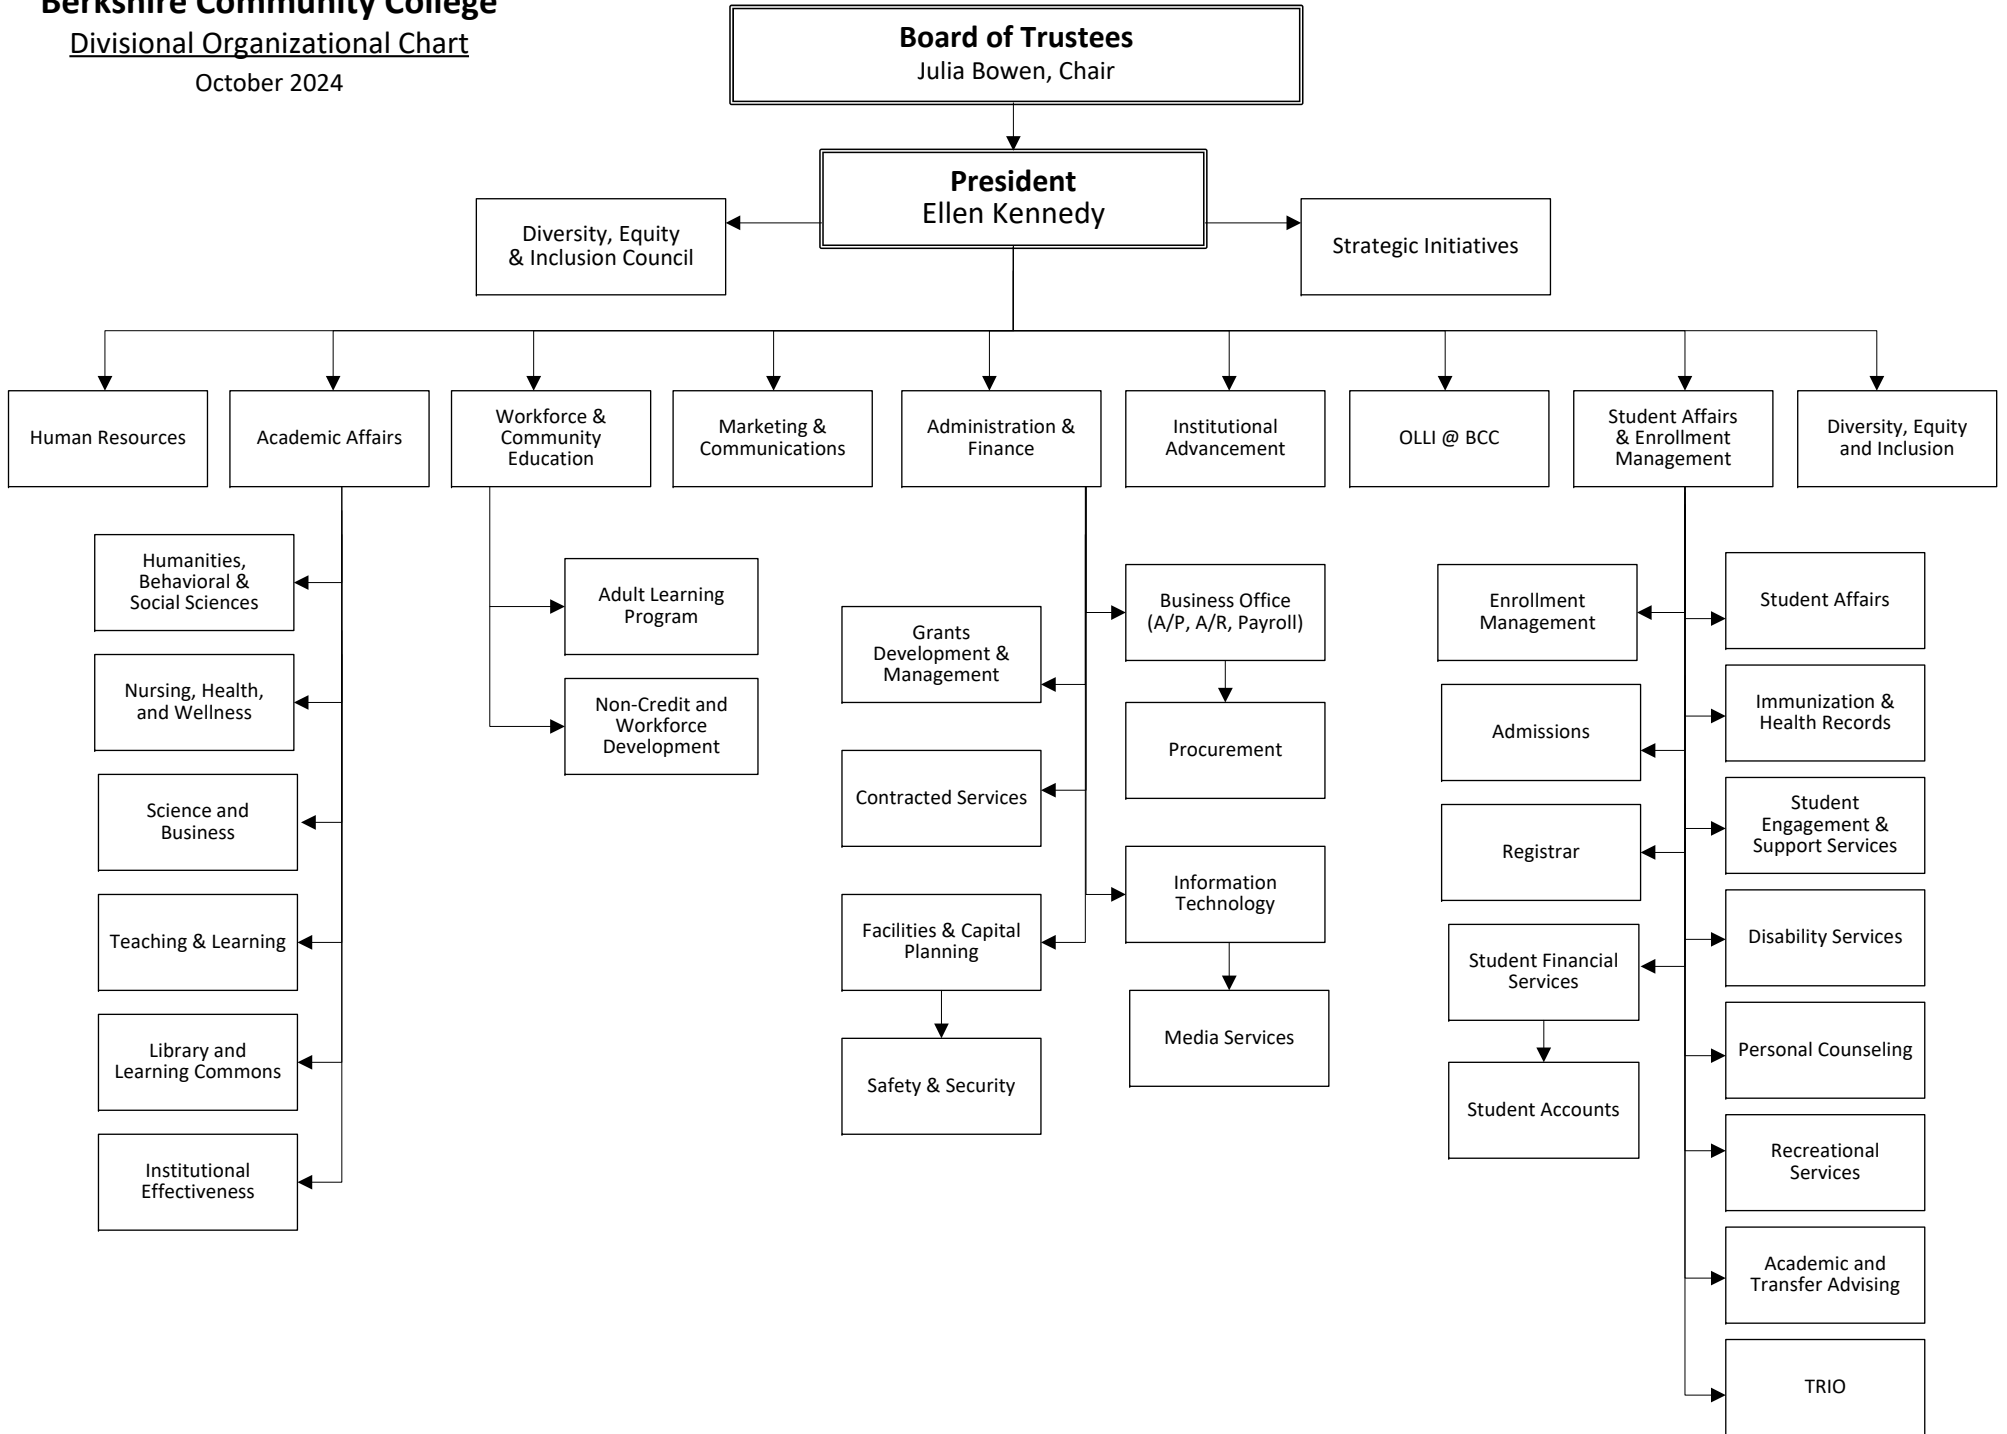 Berkshire Community College
Divisional Organizational Chart
October 2024
Board of Trustees
Julia Bowen, Chair
President
Ellen Kennedy
Diversity, Equity
& Inclusion Council
Strategic Initiatives
Human Resources
Academic Affairs
Workforce &
Community
Education
Marketing &
Communications
Administration &
Finance
Institutional
Advancement
OLLI @ BCC
Student Affairs
& Enrollment
Management
Diversity, Equity
and Inclusion
Humanities,
Behavioral &
Social Sciences
Nursing, Health,
and Wellness
Science and
Business
Teaching & Learning
Library and
Learning Commons
Institutional
Effectiveness
Adult Learning
Program
Non-Credit and
Workforce
Development
Grants
Development &
Management
Contracted Services
Facilities & Capital
Planning
Safety & Security
Business Office
(A/P, A/R, Payroll)
Procurement
Information
Technology
Media Services
Enrollment
Management
Admissions
Registrar
Student Financial
Services
Student Accounts
Student Affairs
Immunization &
Health Records
Student
Engagement &
Support Services
Disability Services
Personal Counseling
Recreational
Services
Academic and
Transfer Advising
TRIO